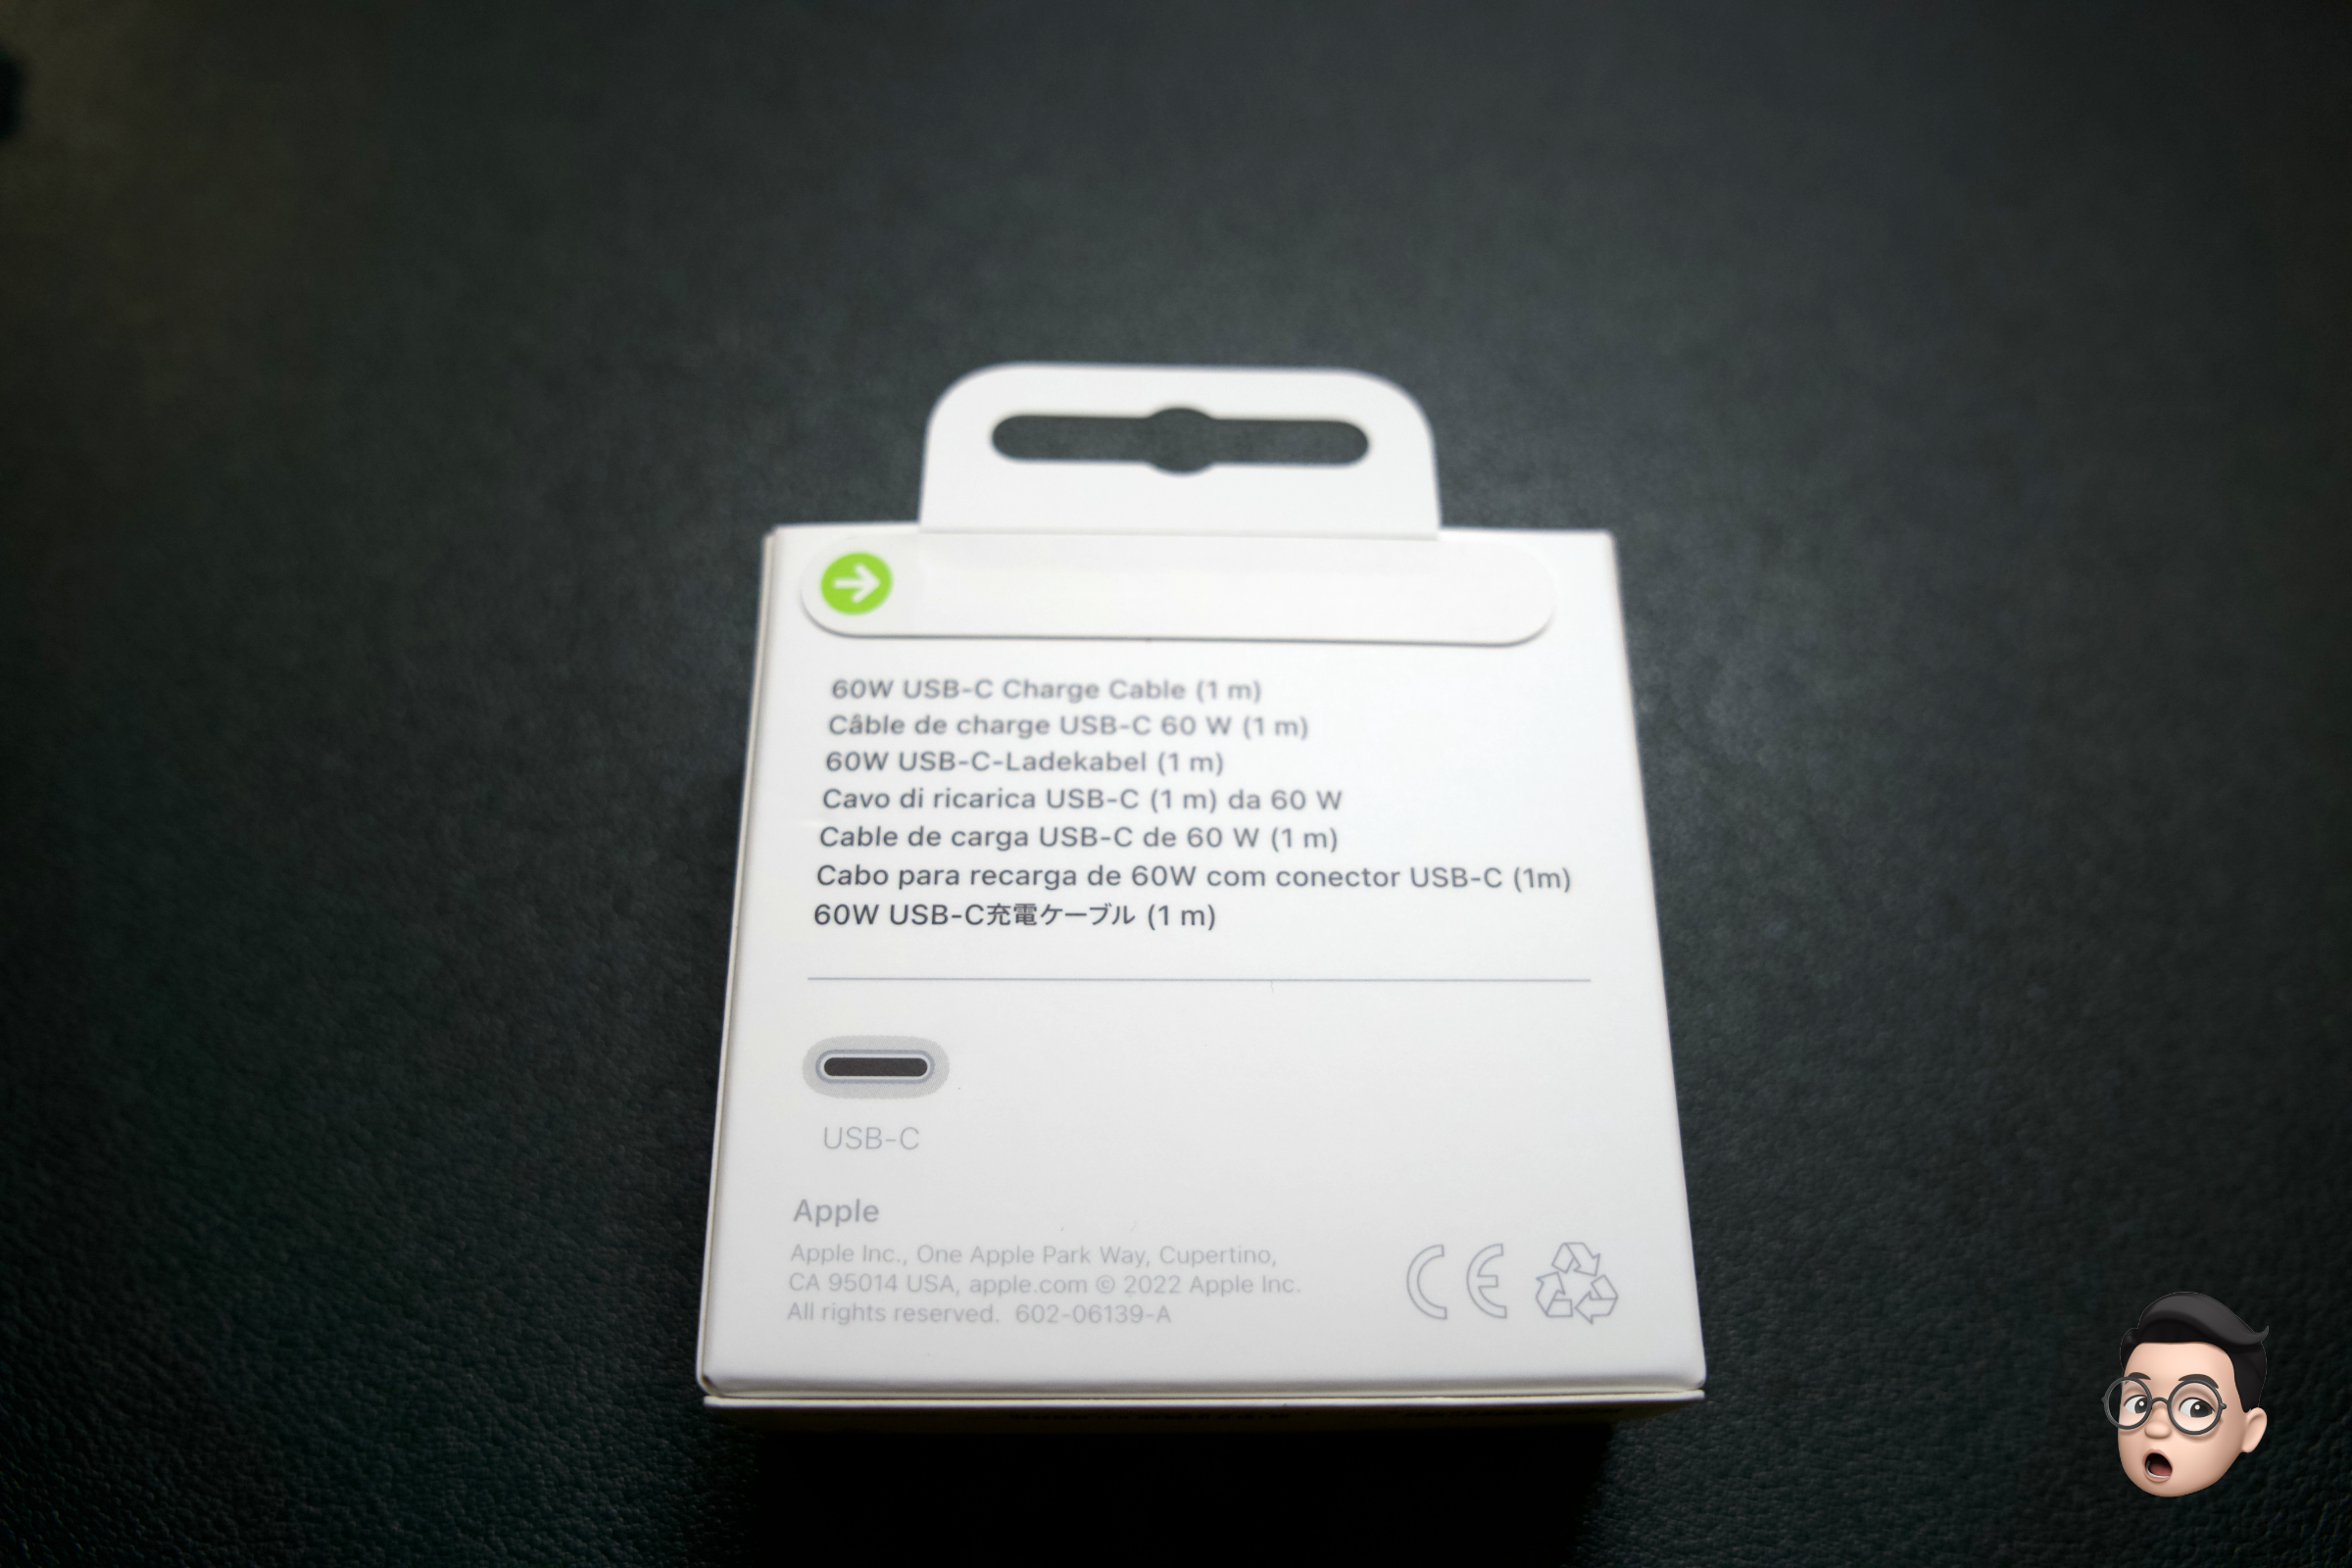 60W USB-C Charge Cable (1 m)
Câble de charge USB-C 60 W (1 m)
60W USB-C-Ladekabel (1 m)
Cavo di ricarica USB-C (1 m) da 60 W
Cable de carga USB-C de 60 W (1 m)
Cabo para recarga de 60W com conector USB-C (1m)
60W USB-C充電ケーブル (1 m)
USB-C
Apple
Apple Inc., One Apple Park Way, Cupertino,
CA 95014 USA, apple.com © 2022 Apple Inc.
All rights reserved. 602-06139-A
CE